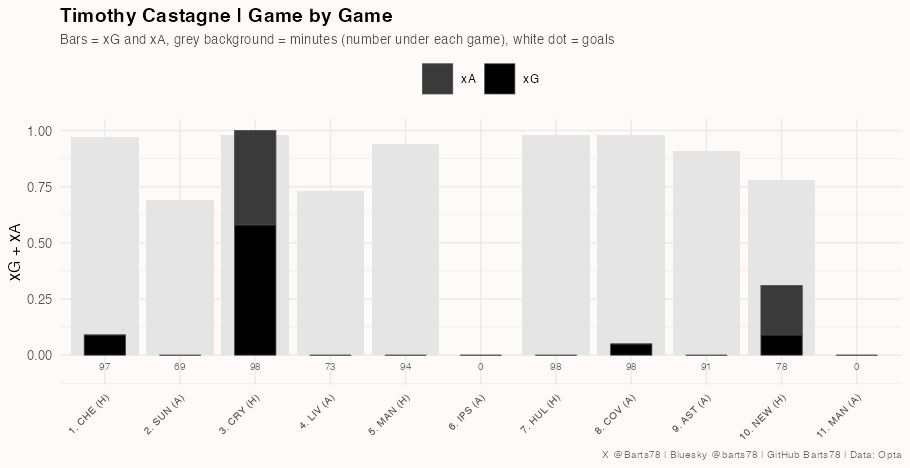 Timothy Castagne | Game by Game
Bars = xG and xA, grey background = minutes (number under each game), white dot = goals
xA xG
xG + xA
1.00
0.75
0.50
0.25
0.00
97 69 98 73 94 0 98 98 91 78 0
1. CHE (H)
2. SUN (A)
3. CRY (H)
4. LIV (A)
5. MAN (H)
6. IPS (A)
7. HUL (H)
8. COV (A)
9. AST (A)
10. NEW (H)
11. MAN (A)
X @Barts78 | Bluesky @barts78 | GitHub Barts78 | Data: Opta